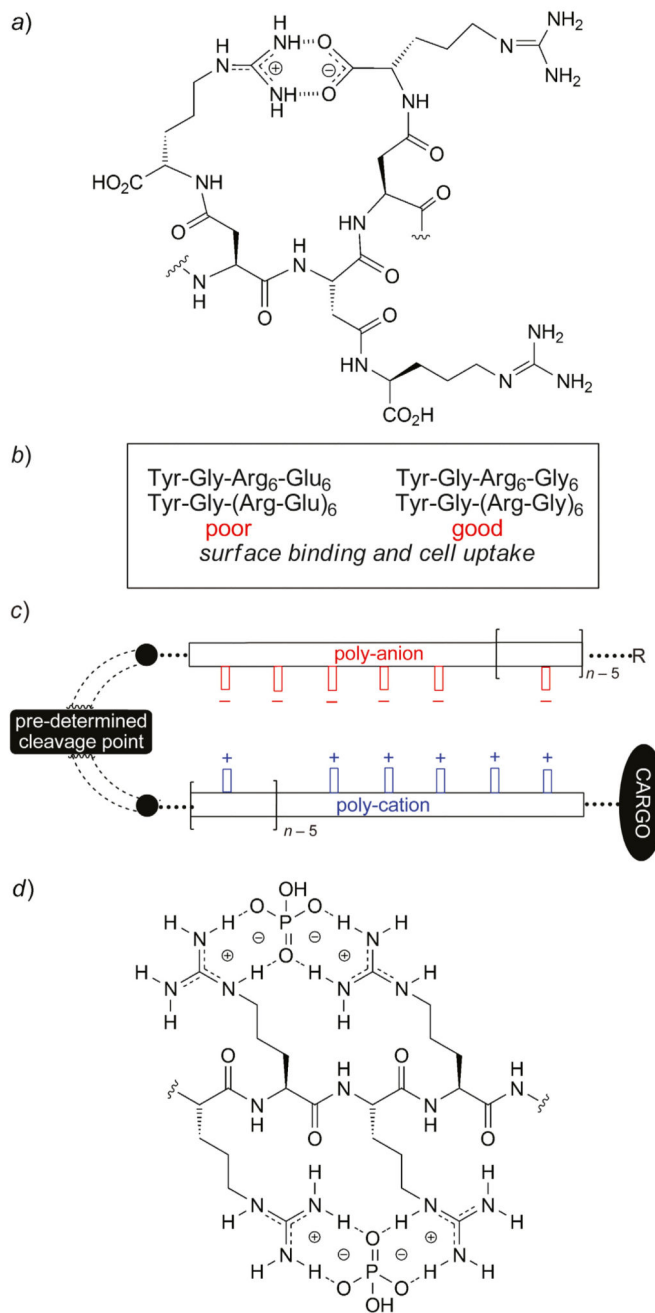 a)
H H
H N H O N NH2
N ⊕ ⊖
NH O NH NH2
H
HO2C NH O O
O HN
H O
N N
H O O
HN N NH2
CO2H NH2
b)
Tyr-Gly-Arg6-Glu6 Tyr-Gly-Arg6-Gly6
Tyr-Gly-(Arg-Glu)6 Tyr-Gly-(Arg-Gly)6
poor good
surface binding and cell uptake
c)
poly-anion R
n – 5
– – – – – –
pre-determined
cleavage point
+ + + + + +
poly-cation
n – 5
CARGO
d)
OH
H H O P O H H
N ⊕ ⊖ ⊖ ⊕ N
H H O H H
N N N N
H H
O H O H
N N
N O N O
H H
H H H H
N N H H N N
H O H
H ⊕ ⊖ ⊖ ⊕ H
N H O P O H N
H OH H